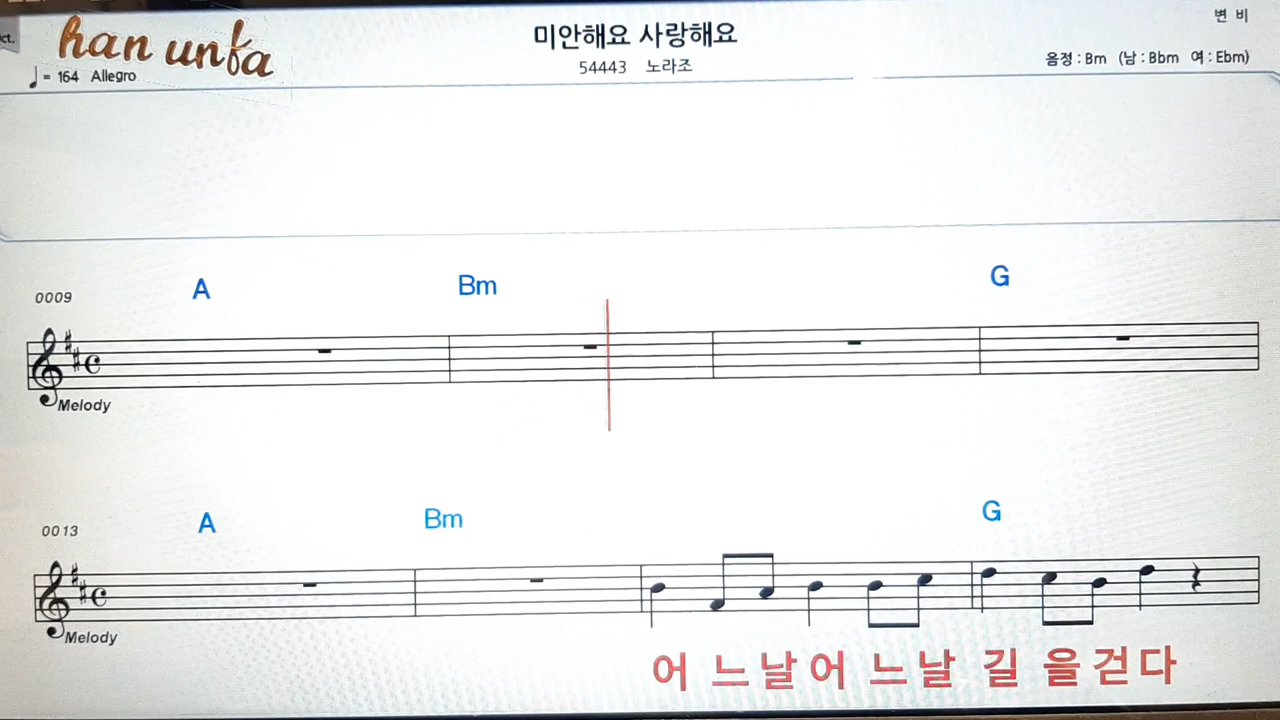 ct.
han unfa
미안해요 사랑해요
변 비
♩= 164 Allegro
54443 노라조
음정 : Bm (남 : Bbm 여 : Ebm)
A Bm G
0009
Melody
A Bm G
0013
Melody
어 느날어 느날 길 을걷다